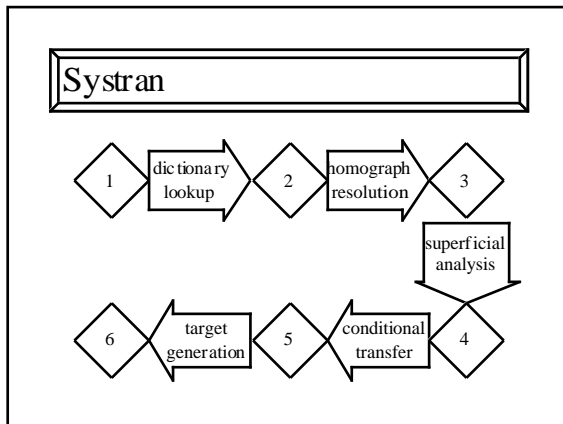 Systran
1
dictionary
lookup
2
homograph
resolution
3
superficial
analysis
4
conditional
transfer
5
target
generation
6